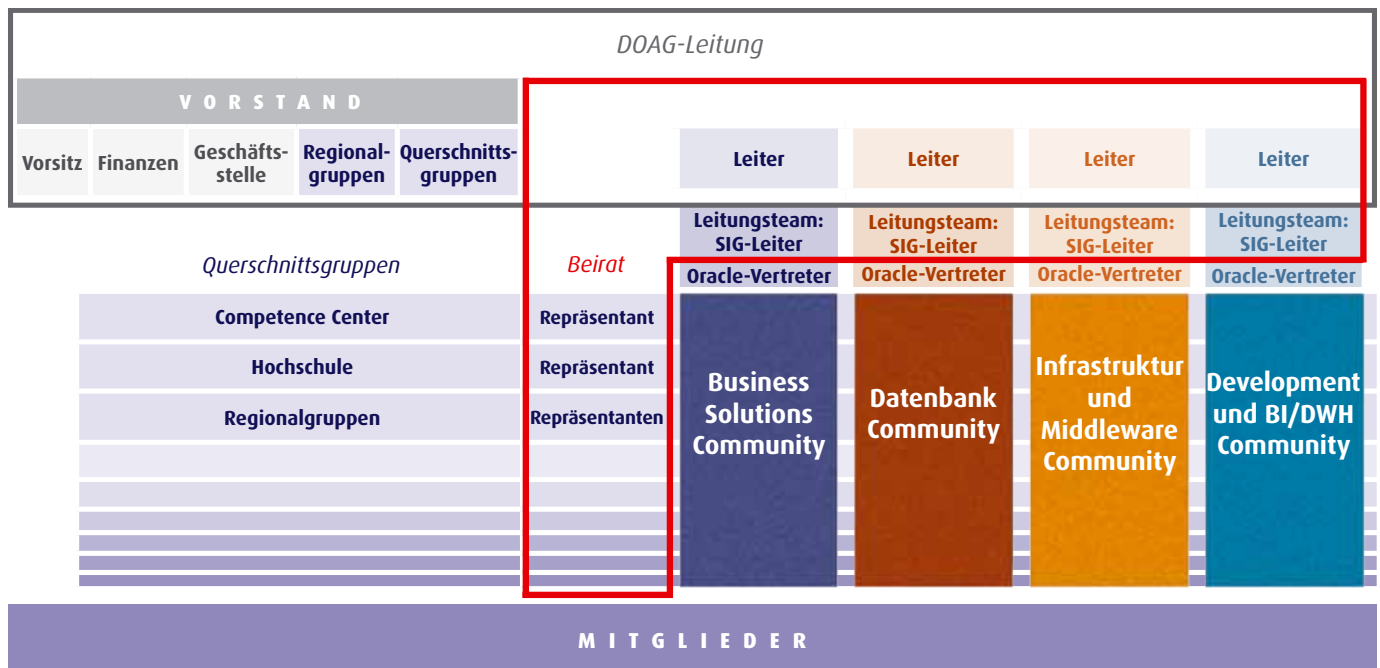 DOAG-Leitung
VORSTAND
Vorsitz
Finanzen
Geschäfts-
stelle
Regional-
gruppen
Querschnitts-
gruppen
Leiter
Leiter
Leiter
Leiter
Leitungsteam:
SIG-Leiter
Leitungsteam:
SIG-Leiter
Leitungsteam:
SIG-Leiter
Leitungsteam:
SIG-Leiter
Querschnittsgruppen
Beirat
Oracle-Vertreter
Oracle-Vertreter
Oracle-Vertreter
Oracle-Vertreter
Competence Center
Repräsentant
Hochschule
Repräsentant
Regionalgruppen
Repräsentanten
Business
Solutions
Community
Datenbank
Community
Infrastruktur
und
Middleware
Community
Development
und BI/DWH
Community
MITGLIEDER